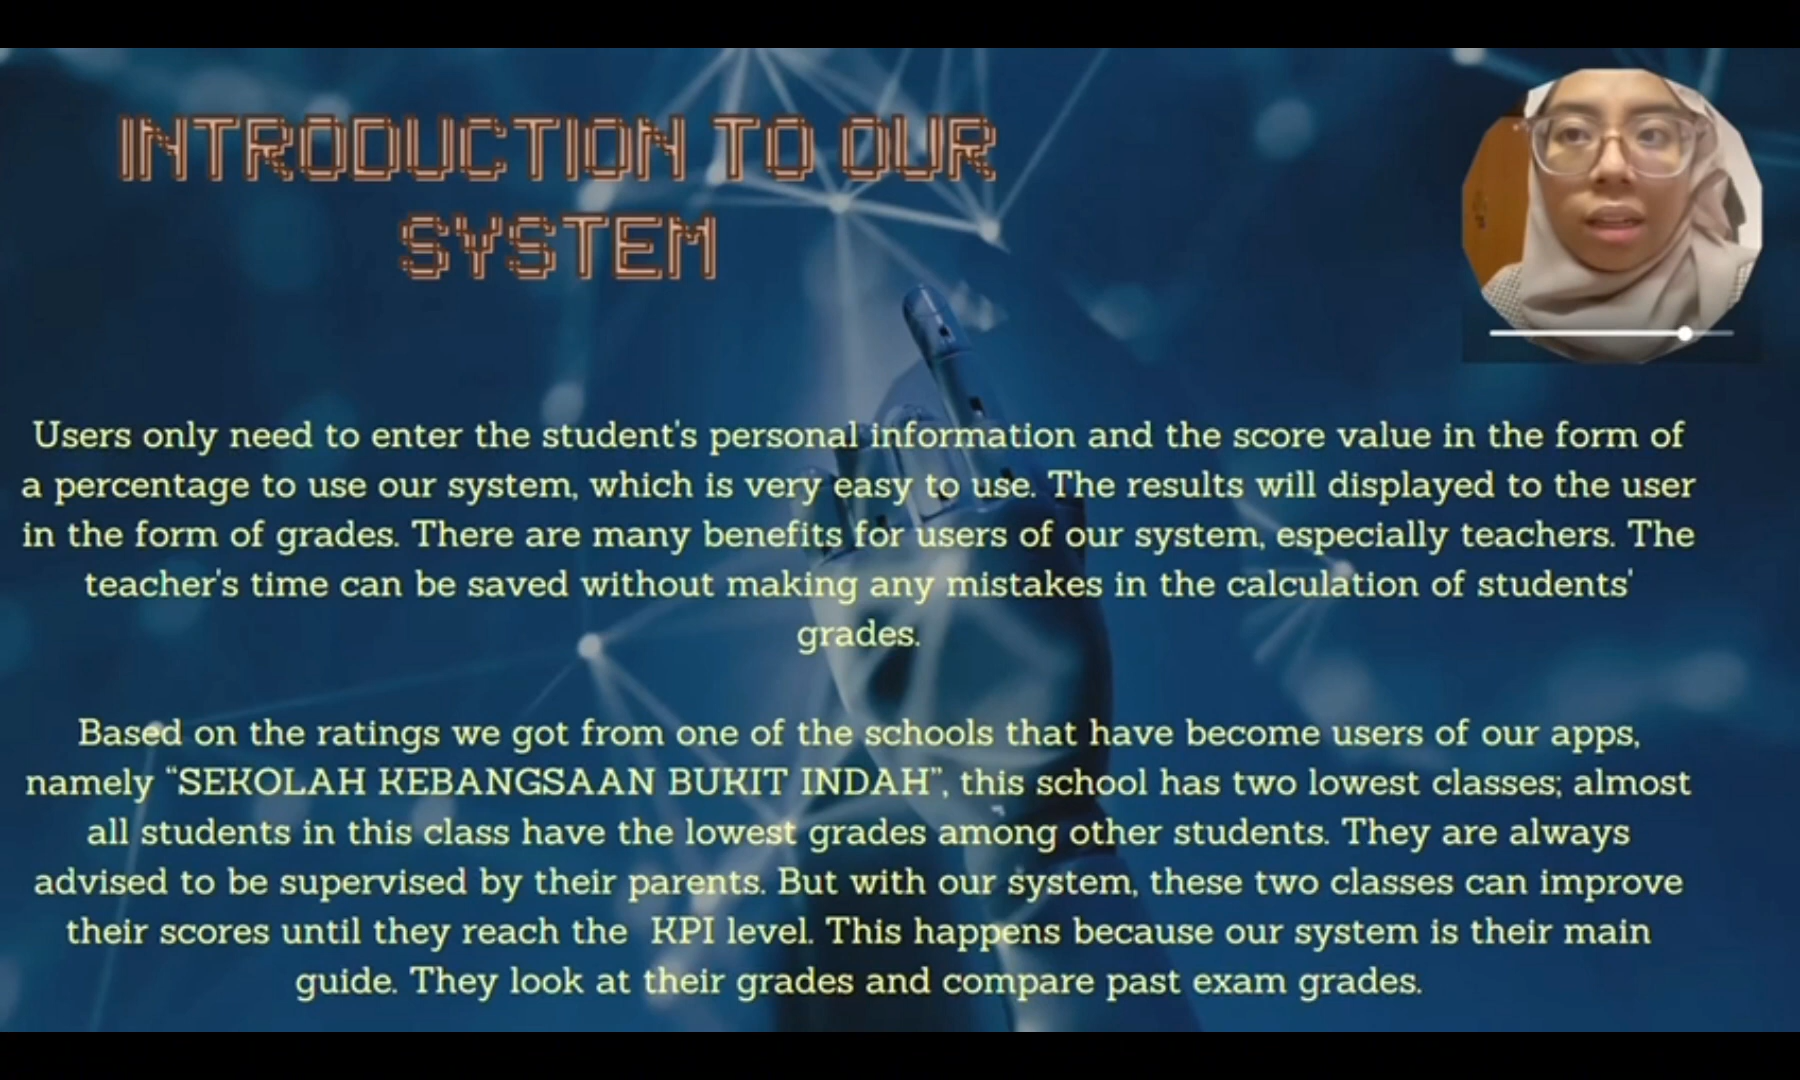 INTRODUCTION TO OUR
SYSTEM
Users only need to enter the student's personal information and the score value in the form of
a percentage to use our system, which is very easy to use. The results will displayed to the user
in the form of grades. There are many benefits for users of our system, especially teachers. The
teacher's time can be saved without making any mistakes in the calculation of students'
grades.
Based on the ratings we got from one of the schools that have become users of our apps,
namely “SEKOLAH KEBANGSAAN BUKIT INDAH”, this school has two lowest classes; almost
all students in this class have the lowest grades among other students. They are always
advised to be supervised by their parents. But with our system, these two classes can improve
their scores until they reach the KPI level. This happens because our system is their main
guide. They look at their grades and compare past exam grades.